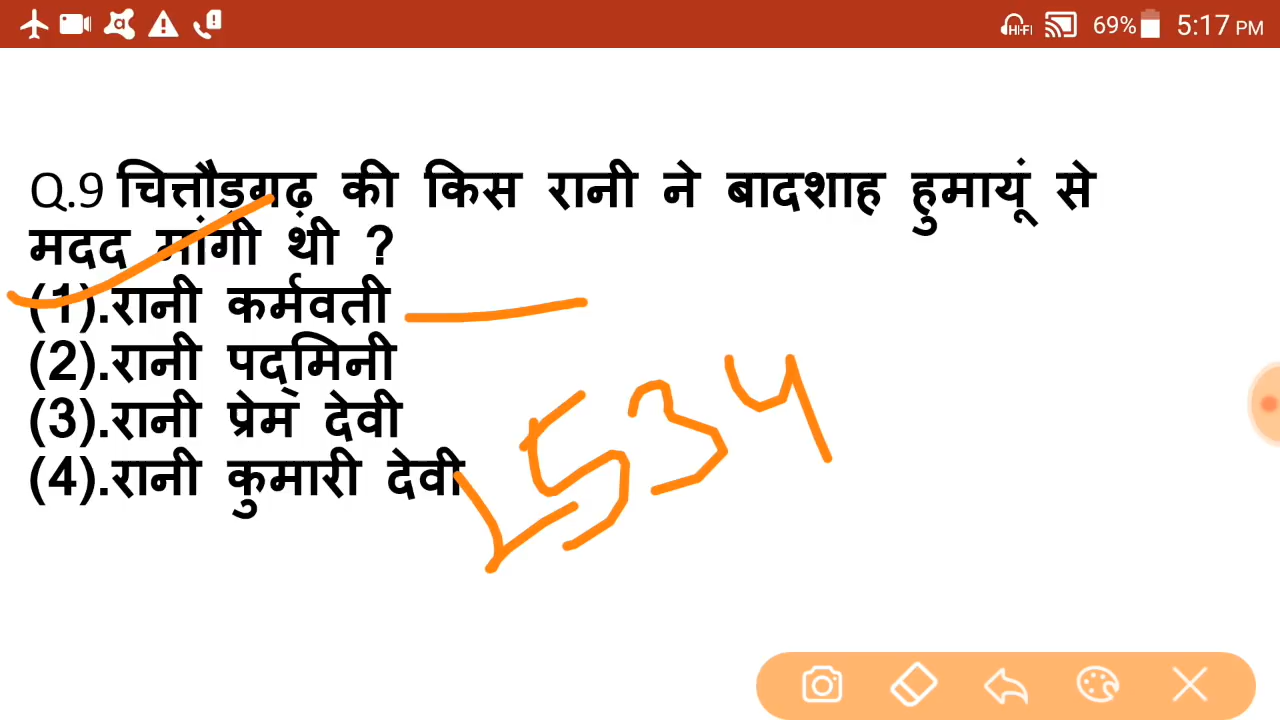 69% 5:17 PM
Q.9 चित्तौड़गढ़ की किस रानी ने बादशाह हुमायूं से
मदद मांगी थी ?
(1).रानी कर्मवती
(2).रानी पद्मिनी
(3).रानी प्रेम देवी
(4).रानी कुमारी देवी
1534